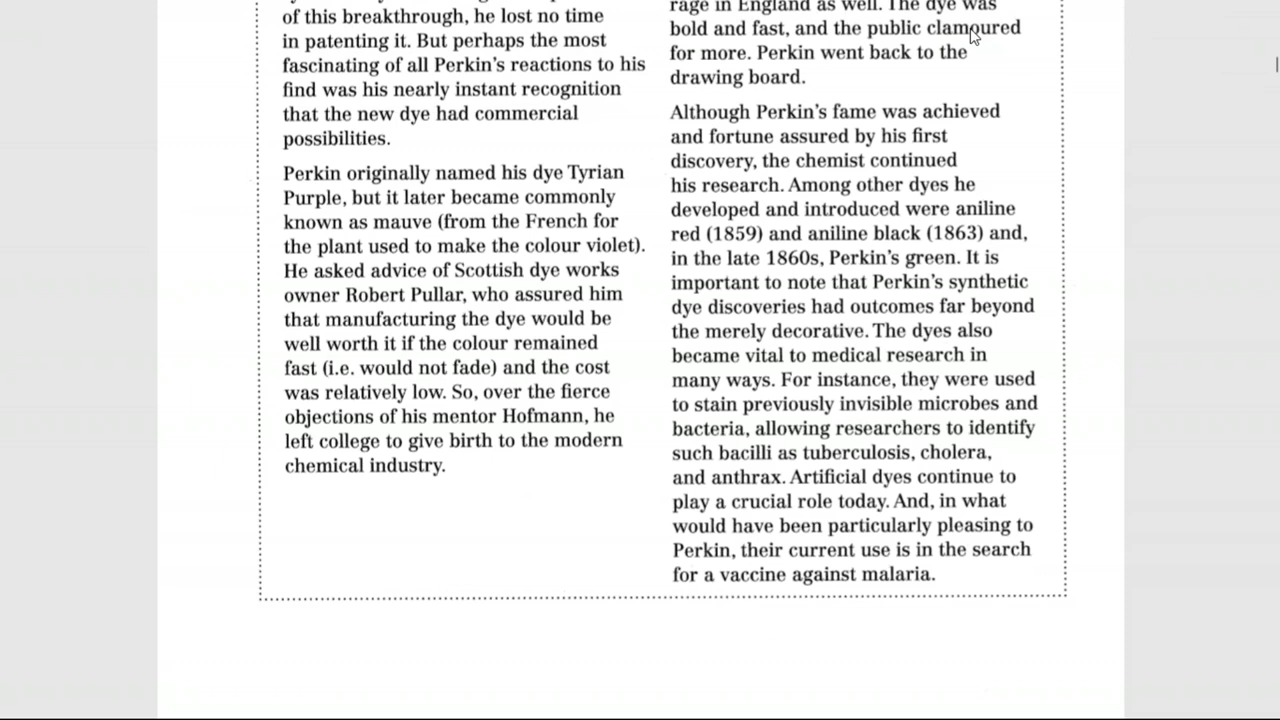 of this breakthrough, he lost no time
in patenting it. But perhaps the most
fascinating of all Perkin's reactions to his
find was his nearly instant recognition
that the new dye had commercial
possibilities.
Perkin originally named his dye Tyrian
Purple, but it later became commonly
known as mauve (from the French for
the plant used to make the colour violet).
He asked advice of Scottish dye works
owner Robert Pullar, who assured him
that manufacturing the dye would be
well worth it if the colour remained
fast (i.e. would not fade) and the cost
was relatively low. So, over the fierce
objections of his mentor Hofmann, he
left college to give birth to the modern
chemical industry.
rage in England as well. The dye was
bold and fast, and the public clamoured
for more. Perkin went back to the
drawing board.
Although Perkin's fame was achieved
and fortune assured by his first
discovery, the chemist continued
his research. Among other dyes he
developed and introduced were aniline
red (1859) and aniline black (1863) and,
in the late 1860s, Perkin's green. It is
important to note that Perkin's synthetic
dye discoveries had outcomes far beyond
the merely decorative. The dyes also
became vital to medical research in
many ways. For instance, they were used
to stain previously invisible microbes and
bacteria, allowing researchers to identify
such bacilli as tuberculosis, cholera,
and anthrax. Artificial dyes continue to
play a crucial role today. And, in what
would have been particularly pleasing to
Perkin, their current use is in the search
for a vaccine against malaria.